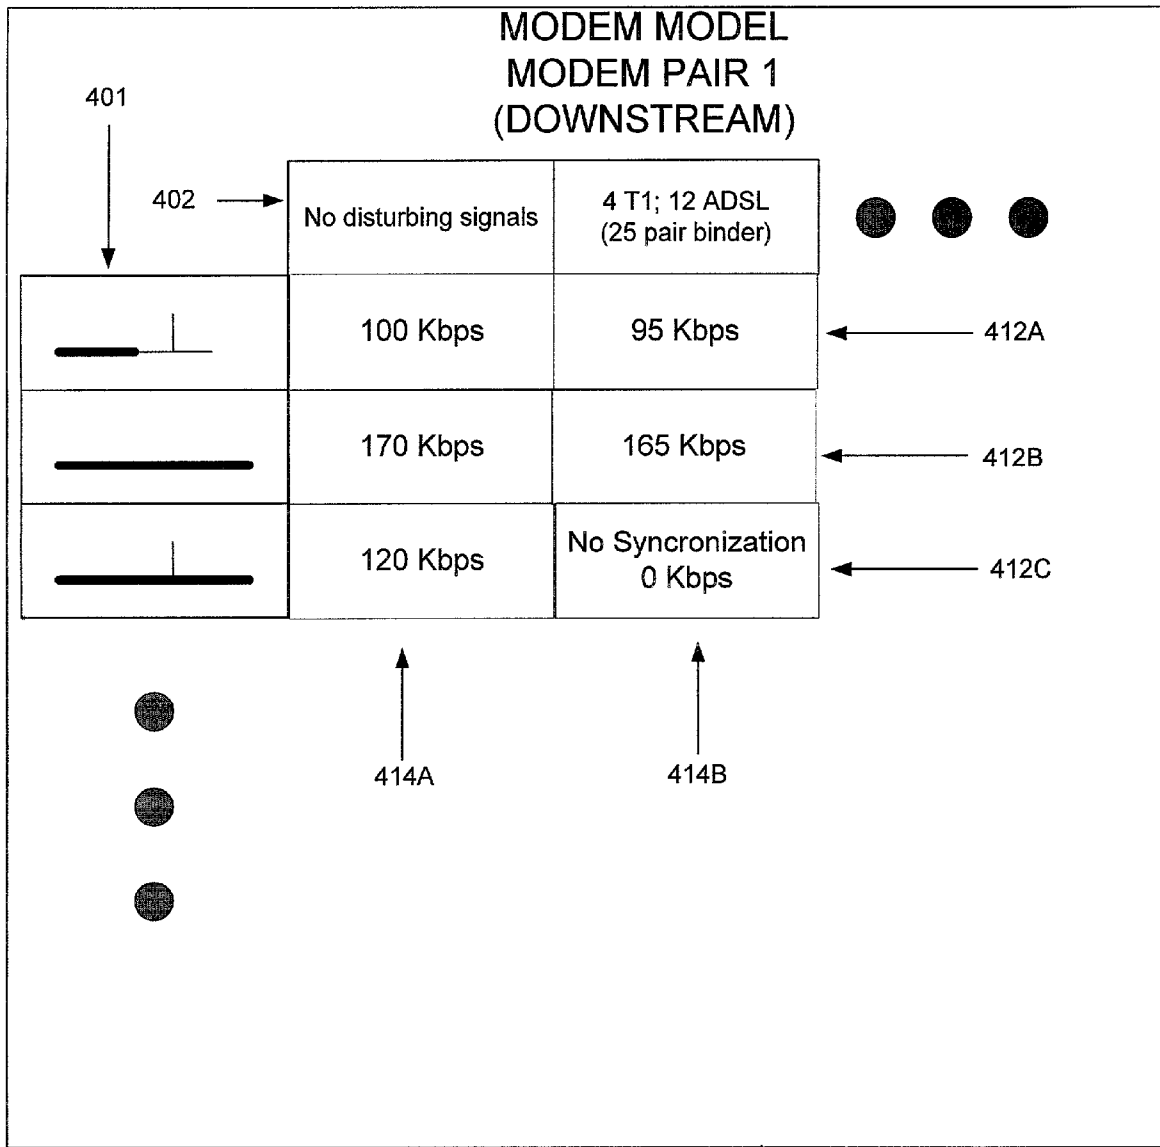 MODEM MODEL
MODEM PAIR 1
(DOWNSTREAM)
401
402
No disturbing signals
4 T1; 12 ADSL
(25 pair binder)
100 Kbps
95 Kbps
412A
170 Kbps
165 Kbps
412B
120 Kbps
No Syncronization
0 Kbps
412C
414A
414B